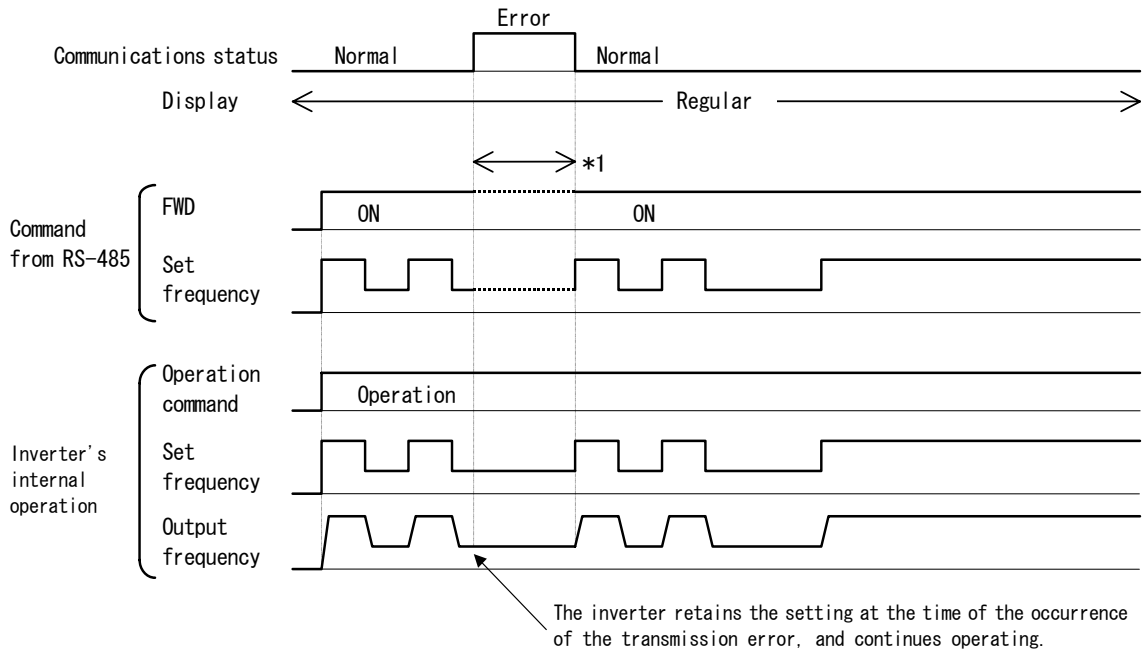 Error
Communications status
Normal
Normal
Display
Regular
*1
Command
from RS-485
FWD
ON
ON
Set
frequency
Inverter's
internal
operation
Operation
command
Operation
Set
frequency
Output
frequency
The inverter retains the setting at the time of the occurrence
of the transmission error, and continues operating.